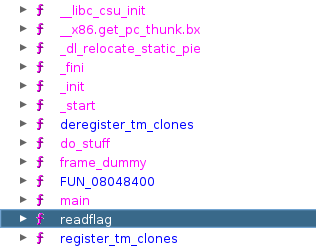 __libc_csu_init
__x86.get_pc_thunk.bx
_dl_relocate_static_pie
_fini
_init
_start
deregister_tm_clones
do_stuff
frame_dummy
FUN_08048400
main
readflag
register_tm_clones